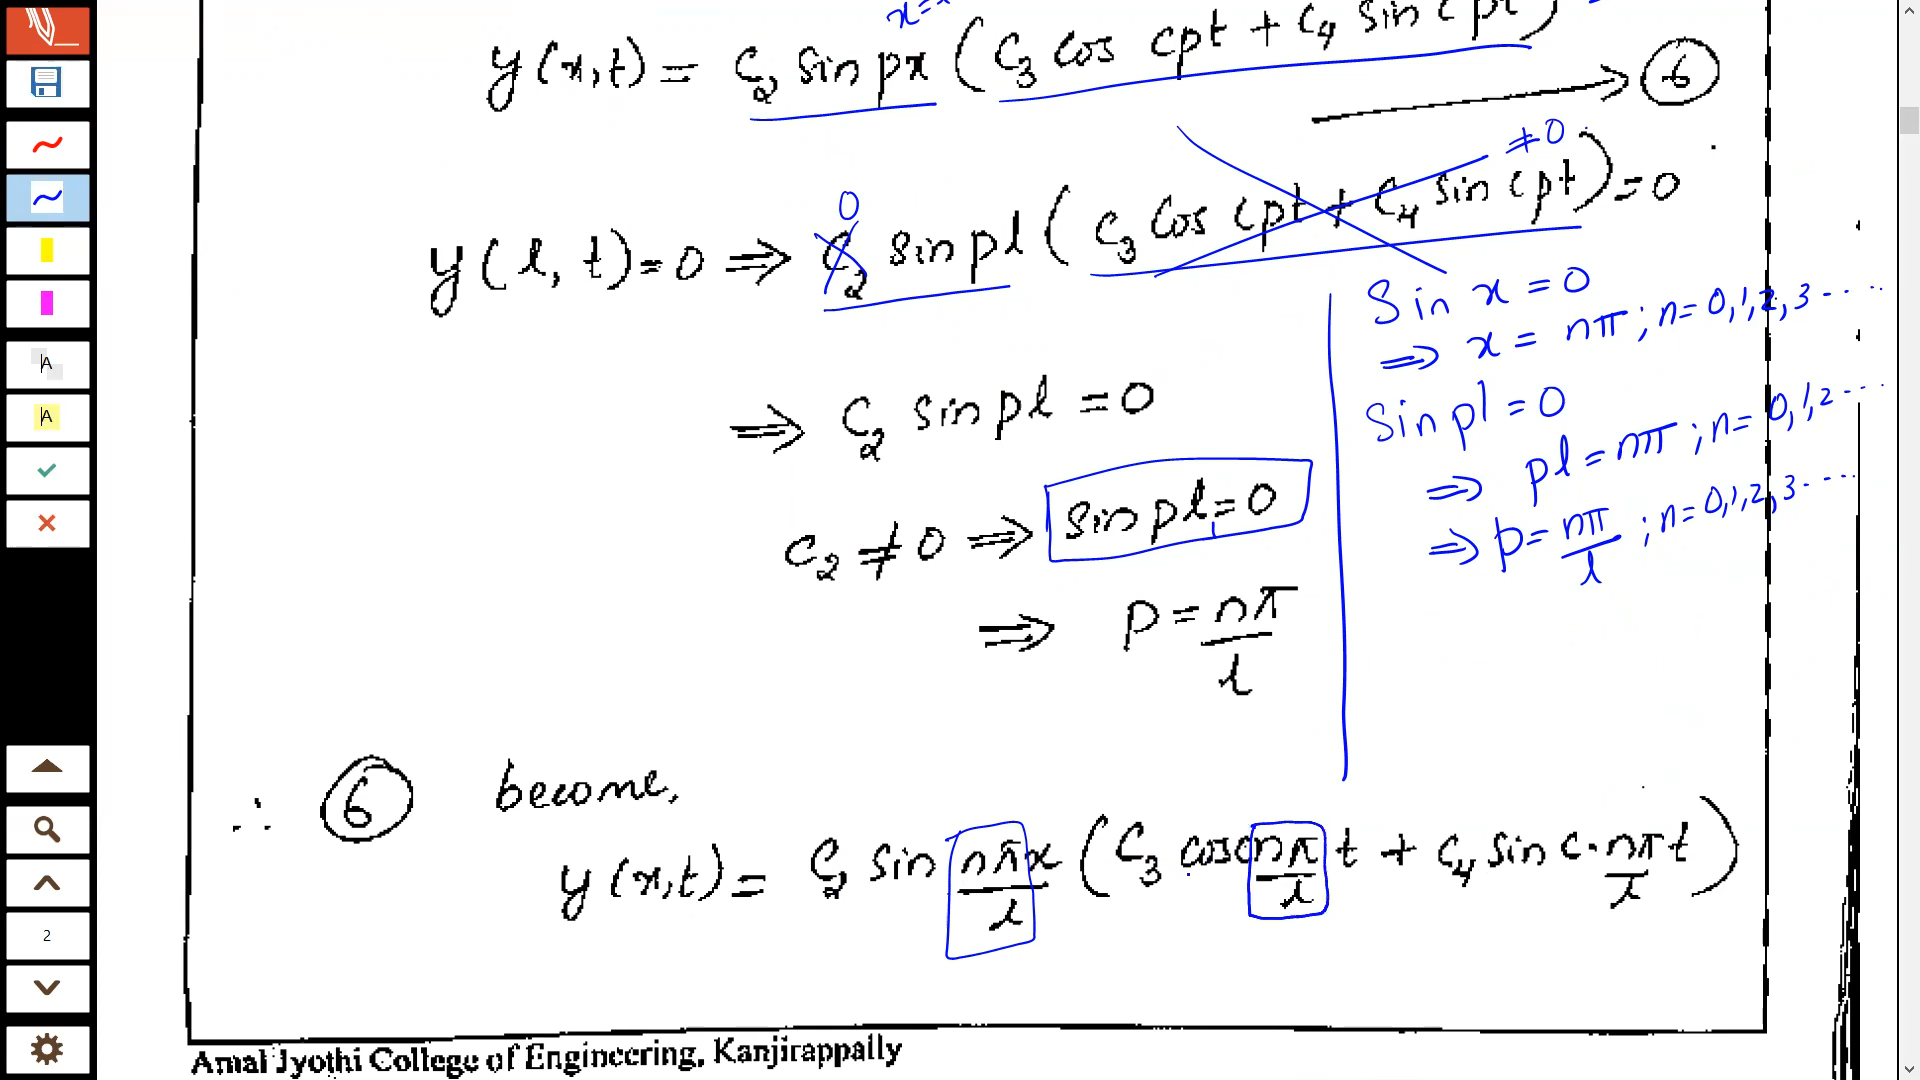 x=
y(x,t) = C₂ sin px (C₃ cos cpt + C₄ sin cpt)
→ ⑥
≠0
0
y(l, t)=0 ⇒ C₂ sin pl (C₃ cos cpt + C₄ sin cpt)=0
Sin x = 0
⇒ x = nπ ; n= 0,1,2,3 ‑ ‑ ‑ ‑ ‑
⇒ C₂ sin pl = 0
Sin pl = 0
⇒ pl = nπ ; n= 0,1,2 ‑ ‑ ‑
C₂ ≠ 0 ⇒ sin pl = 0
⇒ p = nπ/l ; n= 0,1,2,3 ‑ ‑ ‑ ‑
⇒ P = nπ/l
∴ ⑥ become,
y(x,t) = C₂ sin nπx/l (C₃ cos c nπ/l t + C₄ sin c. nπ/l t)
Amal Jyothi College of Engineering, Kanjirappally
A
A
2